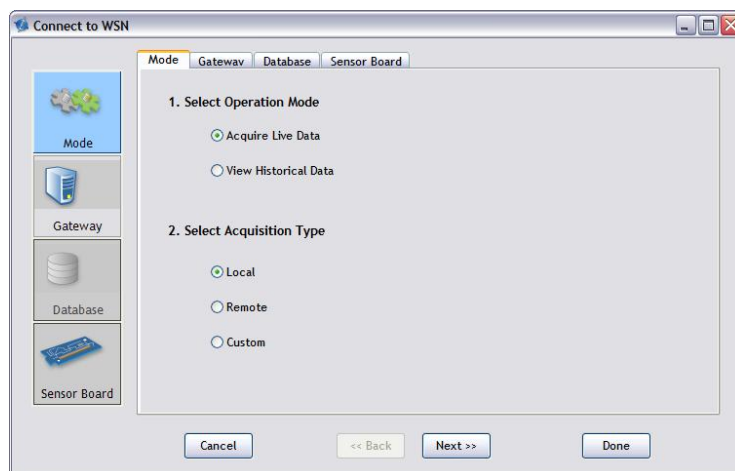 Connect to WSN
Mode Gateway Database Sensor Board
Mode
Gateway
Database
Sensor Board
1. Select Operation Mode
Acquire Live Data
View Historical Data
2. Select Acquisition Type
Local
Remote
Custom
Cancel << Back Next >> Done